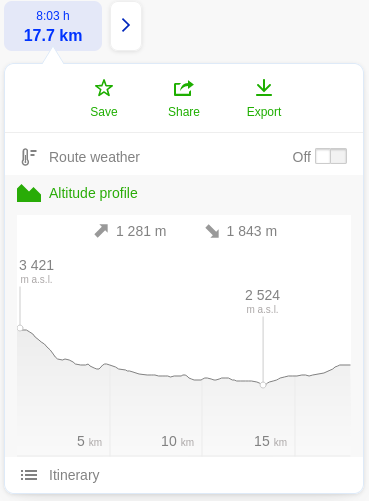 8:03 h
17.7 km
Save Share Export
Route weather Off
Altitude profile
1 281 m 1 843 m
3 421
m a.s.l.
2 524
m a.s.l.
5 km 10 km 15 km
Itinerary